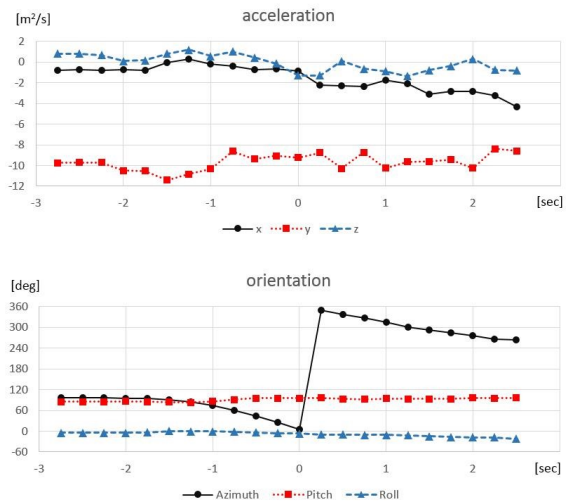 acceleration
[m²/s]
4
2
0
-2
-4
-6
-8
-10
-12
-3 -2 -1 0 1 2 [sec]
x y z
orientation
[deg]
360
300
240
180
120
60
0
-60
-3 -2 -1 0 1 2 [sec]
Azimuth Pitch Roll